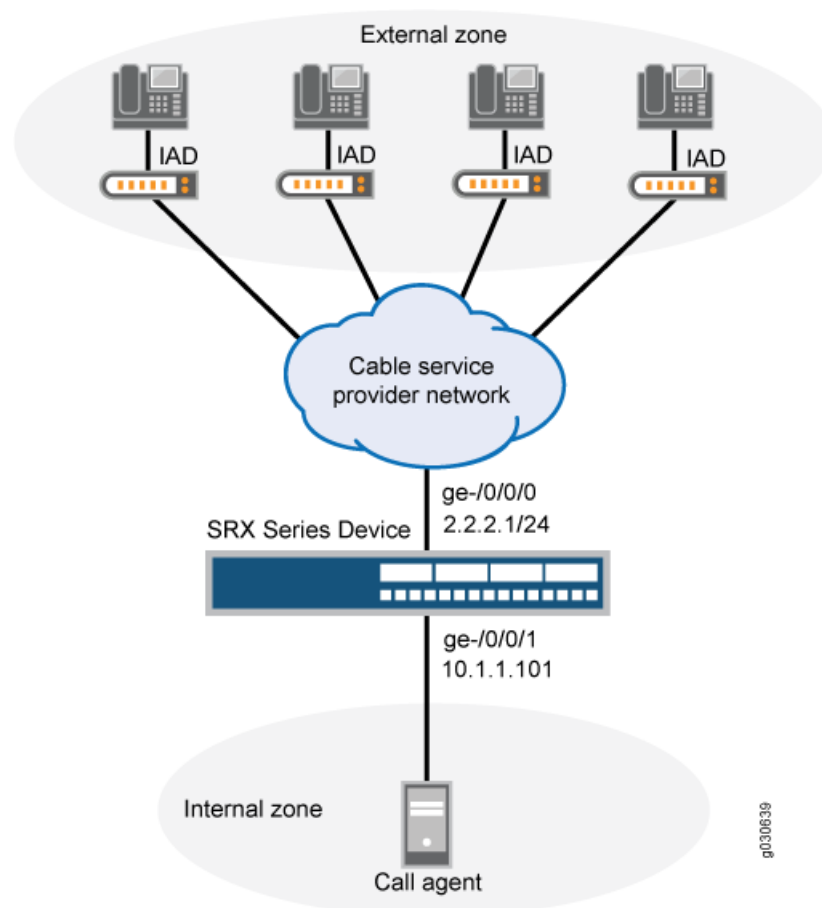 External zone
IAD
IAD
IAD
IAD
Cable service
provider network
ge-/0/0/0
2.2.2.1/24
SRX Series Device
ge-/0/0/1
10.1.1.101
Internal zone
Call agent
g030639